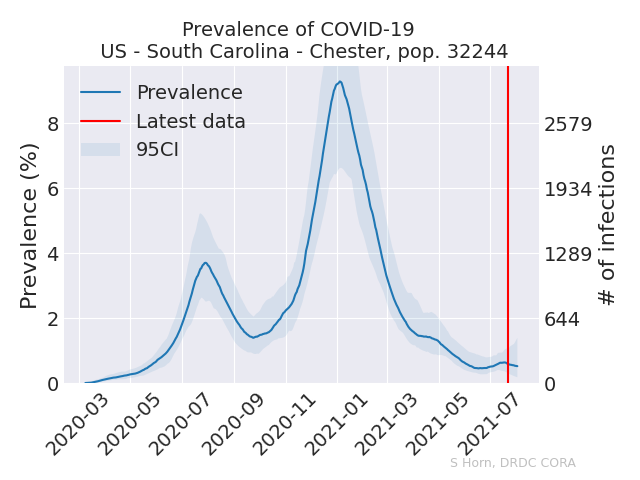 Prevalence of COVID-19
US - South Carolina - Chester, pop. 32244
Prevalence
Latest data
95CI
Prevalence (%)
8
6
4
2
0
2579
1934
1289
644
0
# of infections
2020-03
2020-05
2020-07
2020-09
2020-11
2021-01
2021-03
2021-05
2021-07
S Horn, DRDC CORA